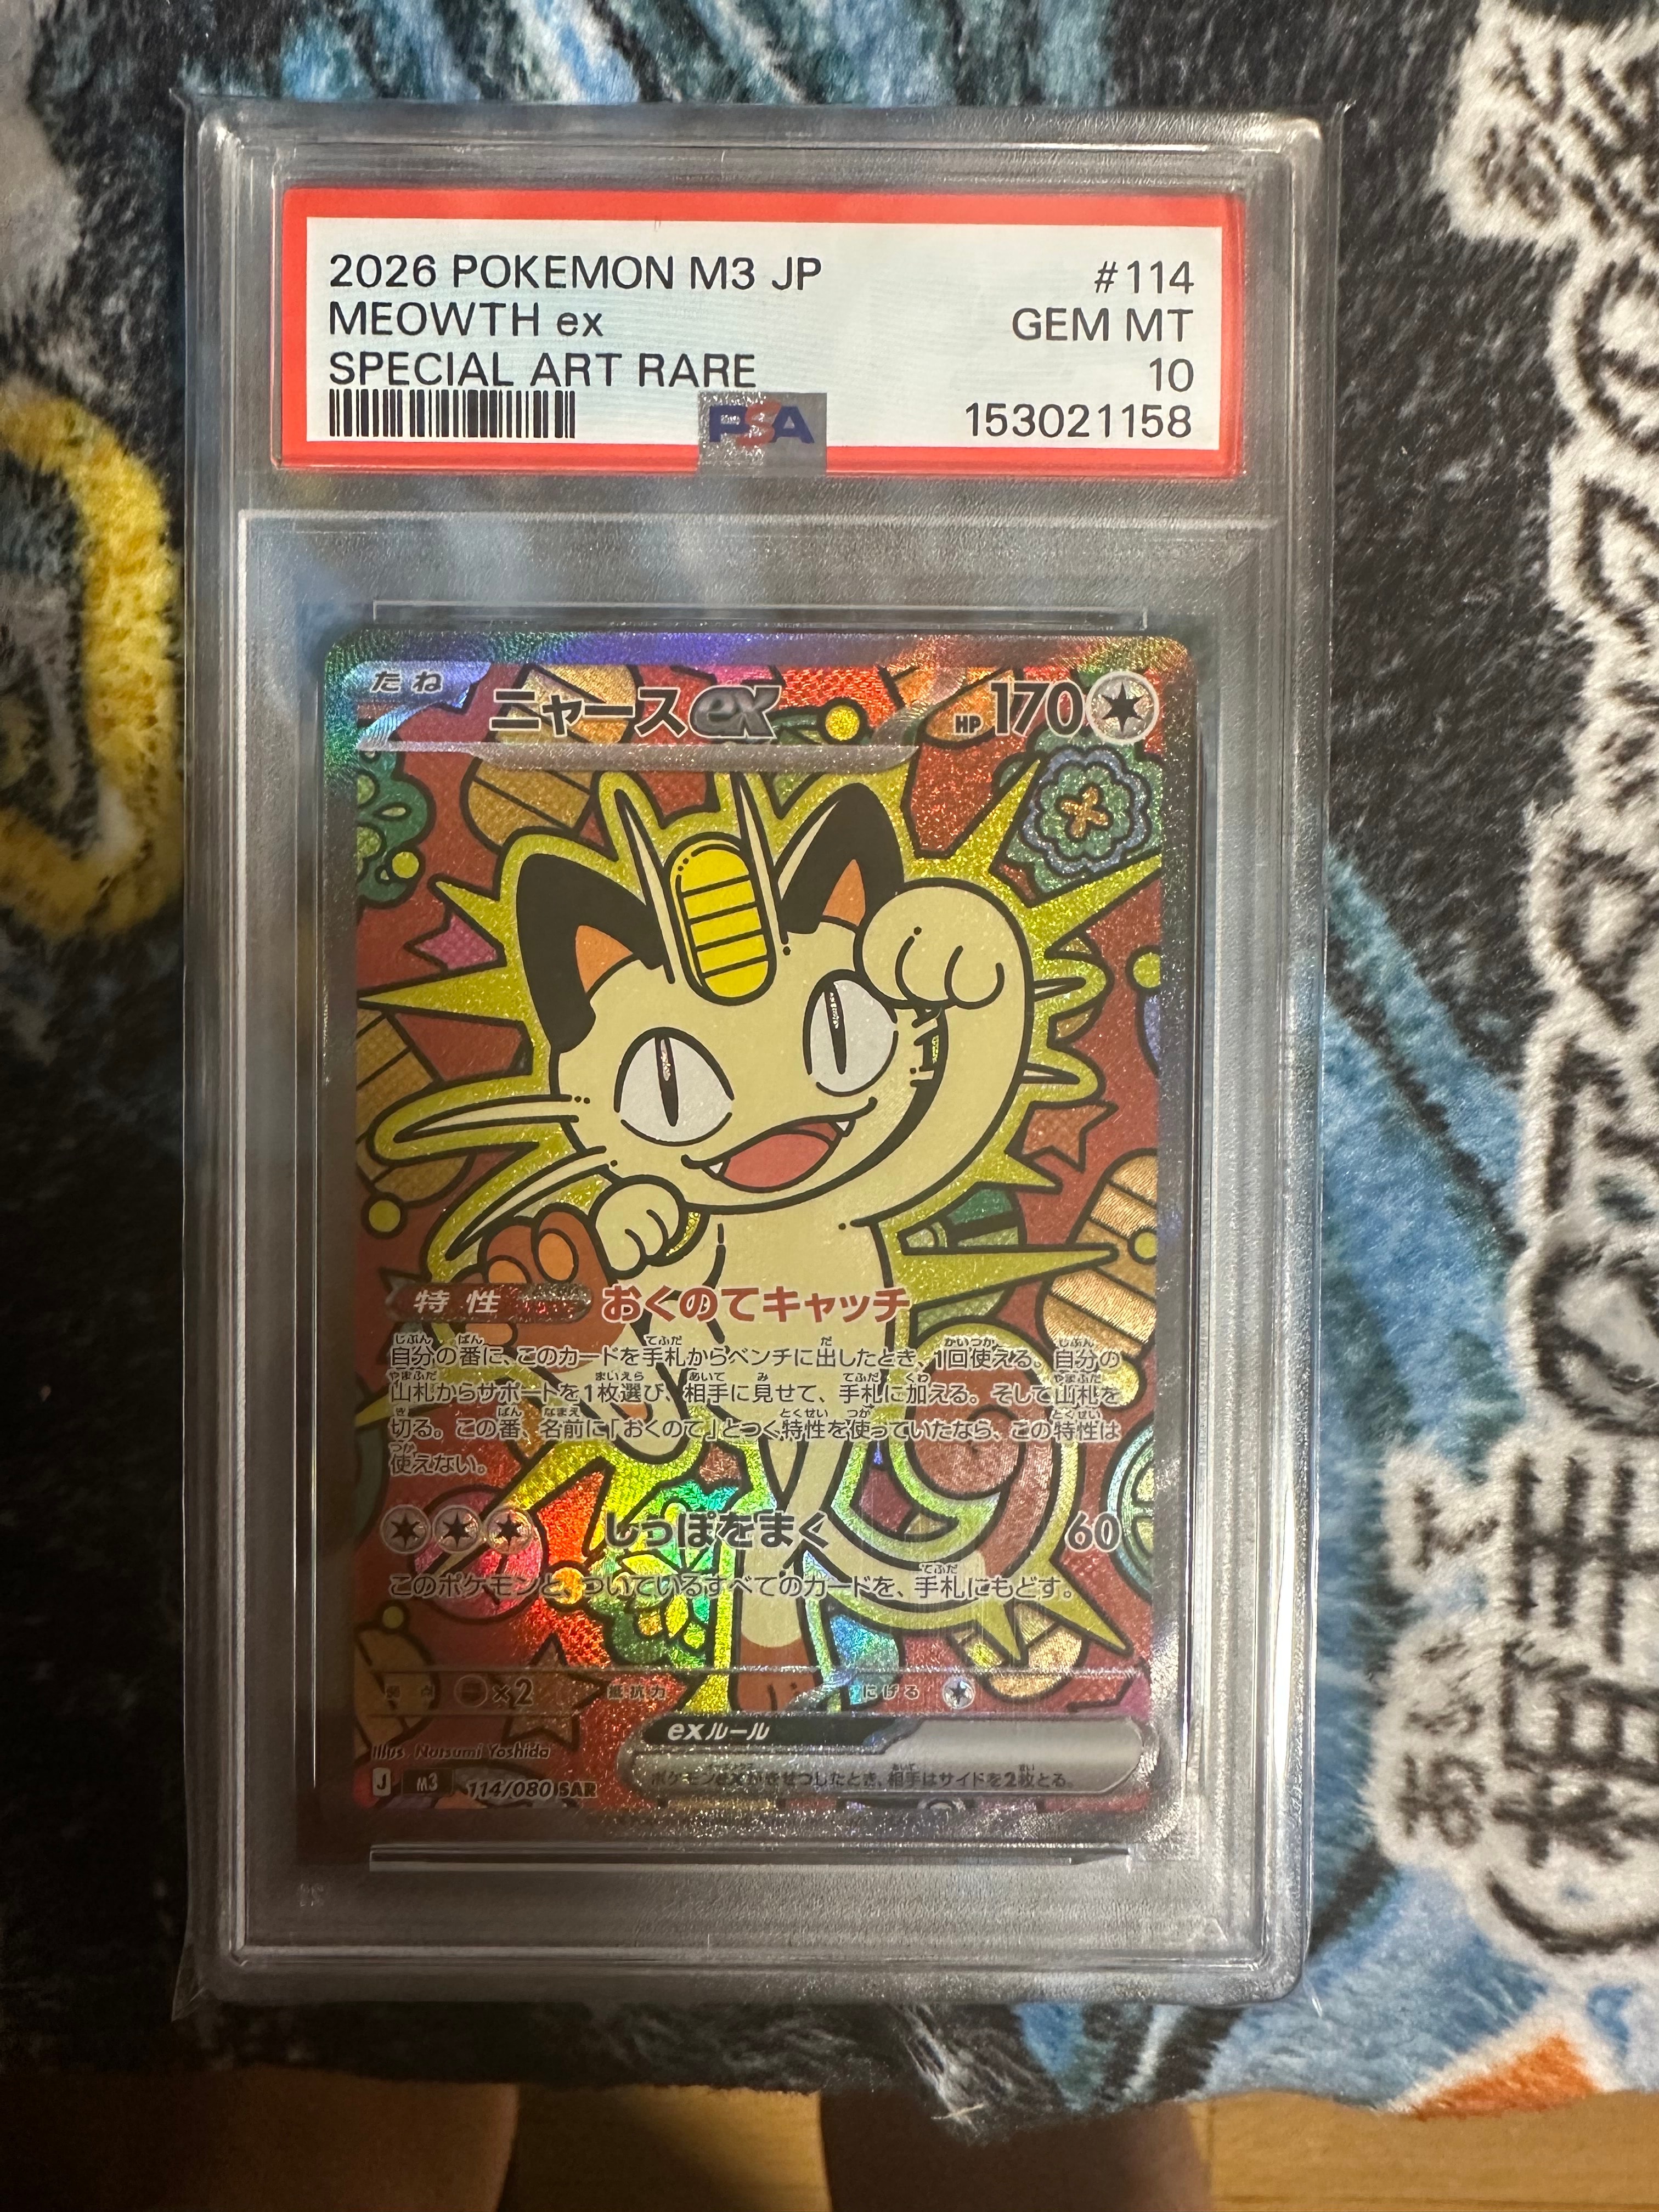 2026 POKEMON M3 JP #114
MEOWTH ex GEM MT
SPECIAL ART RARE 10
PSA 153021158
たね ニャースex HP 170
特性 おくのてキャッチ
自分の番に、このカードを手札からベンチに出したとき、1回使える。自分の
山札からサポートを1枚選び、相手に見せて、手札に加える。そして山札を
切る。この番、名前に「おくのて」とつく特性を使っていたなら、この特性は
使えない。
しっぽをまく 60
このポケモンと、ついているすべてのカードを、手札にもどす。
弱点 ×2 抵抗力 にげる
exルール
Illus. Natsumi Yoshida
ポケモンexがきぜつしたとき、相手はサイドを2枚とる。
J M3 114/080 SAR
相手の